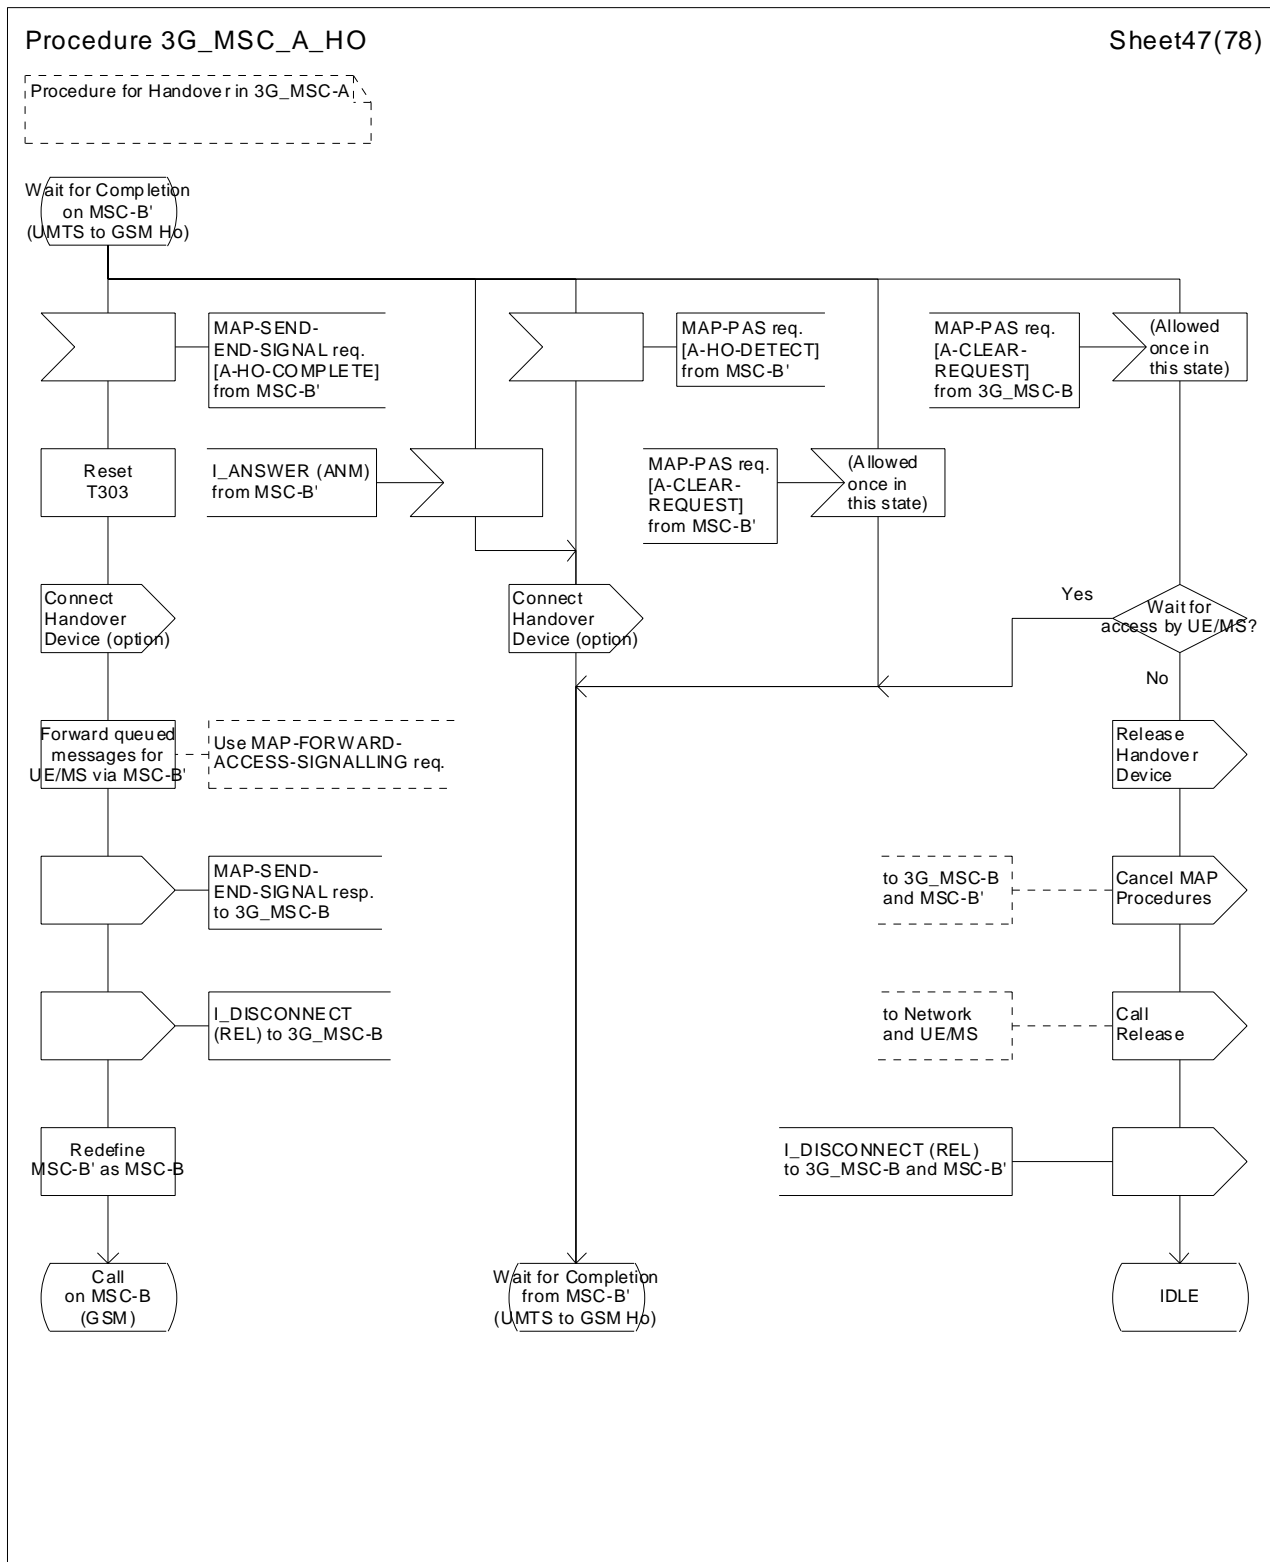 Procedure 3G_MSC_A_HO
Sheet47(78)
Procedure for Handover in 3G_MSC-A
Wait for Completion
on MSC-B'
(UMTS to GSM Ho)
MAP-SEND-
END-SIGNAL req.
[A-HO-COMPLETE]
from MSC-B'
MAP-PAS req.
[A-HO-DETECT]
from MSC-B'
MAP-PAS req.
[A-CLEAR-
REQUEST]
from 3G_MSC-B
(Allowed
once in
this state)
Reset
T303
I_ANSWER (ANM)
from MSC-B'
MAP-PAS req.
[A-CLEAR-
REQUEST]
from MSC-B'
(Allowed
once in
this state)
Connect
Handover
Device (option)
Connect
Handover
Device (option)
Yes
Wait for
access by UE/MS?
No
Forward queued
messages for
UE/MS via MSC-B'
Use MAP-FORWARD-
ACCESS-SIGNALLING req.
Release
Handover
Device
MAP-SEND-
END-SIGNAL resp.
to 3G_MSC-B
to 3G_MSC-B
and MSC-B'
Cancel MAP
Procedures
I_DISCONNECT
(REL) to 3G_MSC-B
to Network
and UE/MS
Call
Release
Redefine
MSC-B' as MSC-B
I_DISCONNECT (REL)
to 3G_MSC-B and MSC-B'
Call
on MSC-B
(GSM)
Wait for Completion
from MSC-B'
(UMTS to GSM Ho)
IDLE